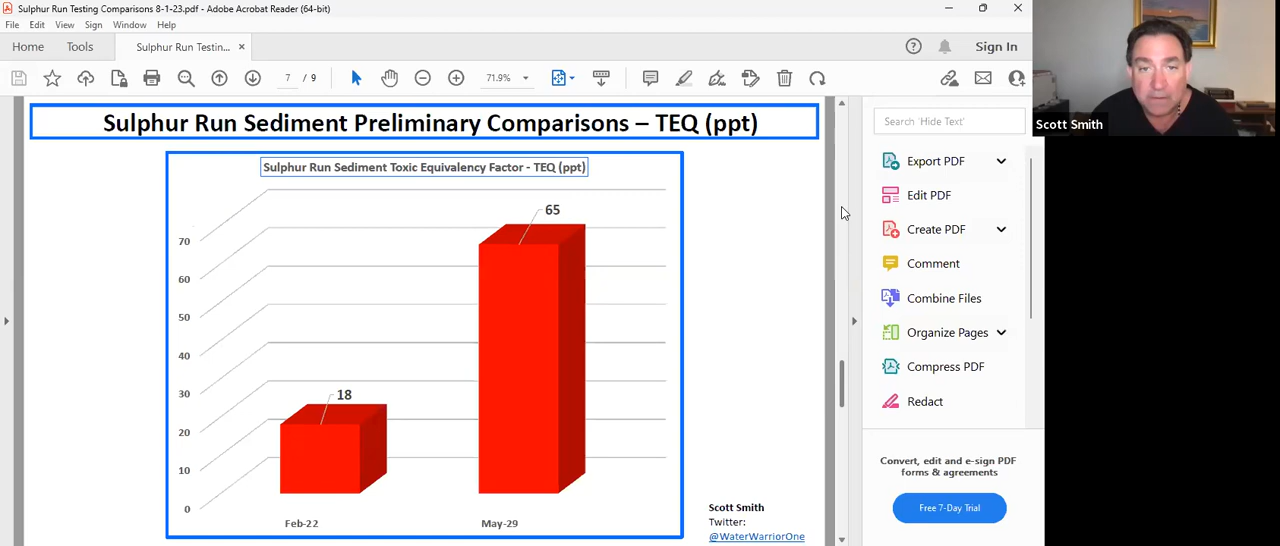 Sulphur Run Testing Comparisons 8-1-23.pdf - Adobe Acrobat Reader (64-bit)
File Edit View Sign Window Help
Home Tools Sulphur Run Testin... ×
Sign In
7 / 9 71.9%
Sulphur Run Sediment Preliminary Comparisons – TEQ (ppt)
Sulphur Run Sediment Toxic Equivalency Factor - TEQ (ppt)
65
70
60
50
40
18
30
20
10
0
Feb-22 May-29
Scott Smith
Twitter:
@WaterWarriorOne
Scott Smith
Search 'Hide Text'
Export PDF
Edit PDF
Create PDF
Comment
Combine Files
Organize Pages
Compress PDF
Redact
Convert, edit and e-sign PDF
forms & agreements
Free 7-Day Trial